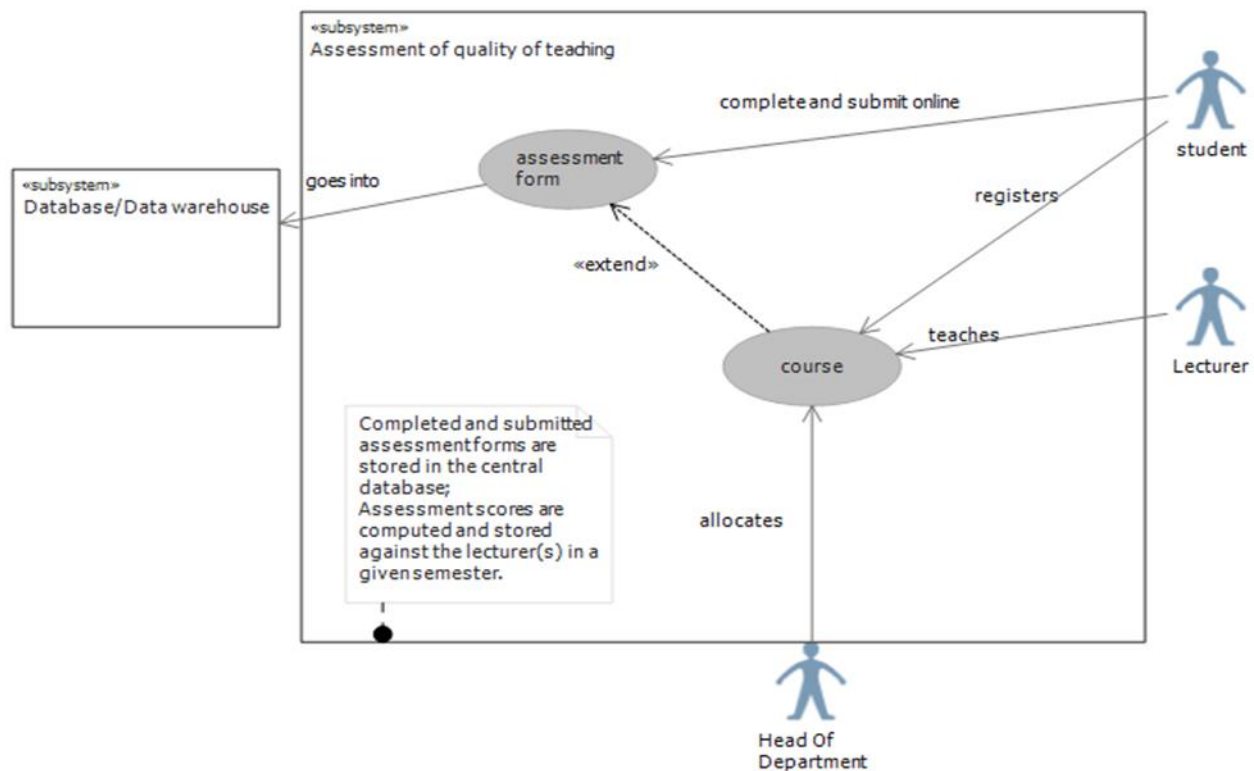 «subsystem»
Assessment of quality of teaching
complete and submit online
student
assessment
form
«subsystem»
Database/Data warehouse
goes into
registers
«extend»
Lecturer
teaches
course
Completed and submitted
assessment forms are
stored in the central
database;
Assessment scores are
computed and stored
against the lecturer(s) in a
given semester.
allocates
Head Of
Department